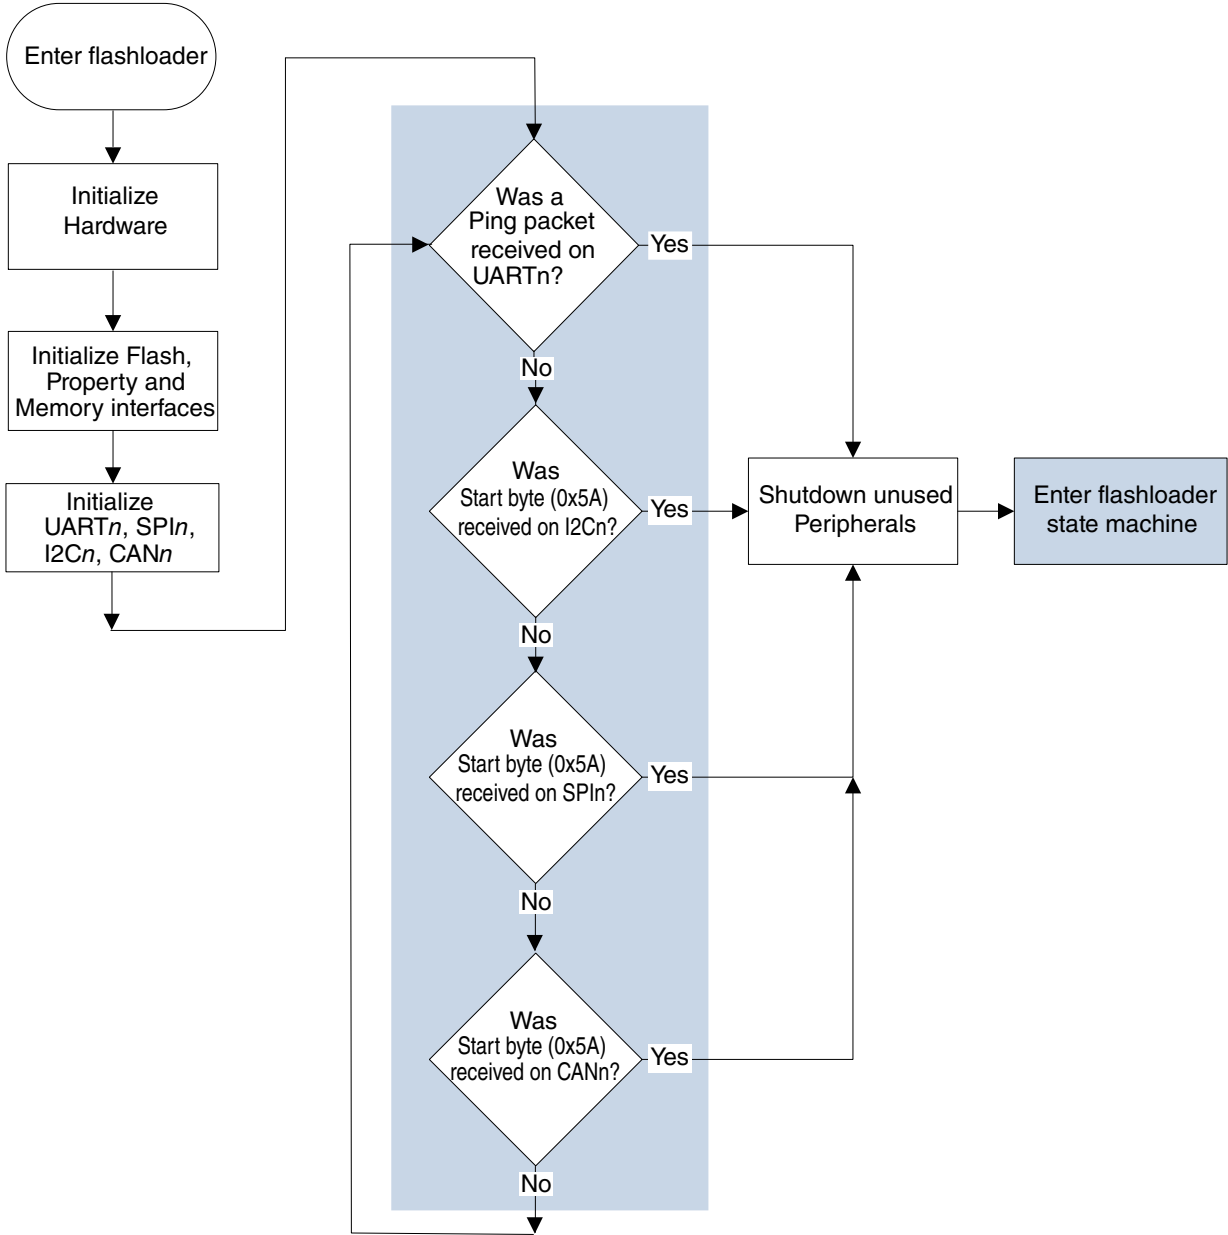 Enter flashloader
Initialize
Hardware
Initialize Flash,
Property and
Memory interfaces
Initialize
UARTn, SPIn,
I2Cn, CANn
Was a
Ping packet
received on
UARTn?
Yes
No
Was
Start byte (0x5A)
received on I2Cn?
Yes
No
Was
Start byte (0x5A)
received on SPIn?
Yes
No
Was
Start byte (0x5A)
received on CANn?
Yes
No
Shutdown unused
Peripherals
Enter flashloader
state machine